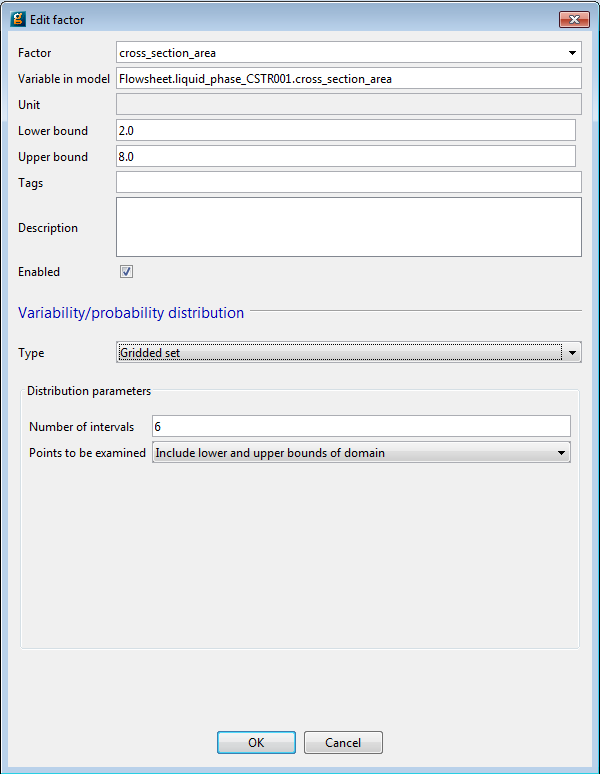 Edit factor
Factor cross_section_area
Variable in model Flowsheet.liquid_phase_CSTR001.cross_section_area
Unit
Lower bound 2.0
Upper bound 8.0
Tags
Description
Enabled
Variability/probability distribution
Type Gridded set
Distribution parameters
Number of intervals 6
Points to be examined Include lower and upper bounds of domain
OK Cancel